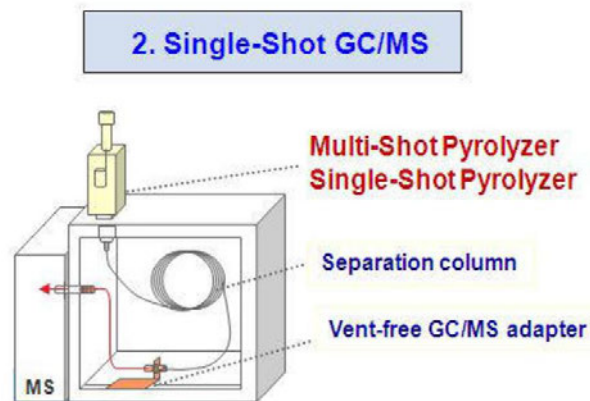 2. Single-Shot GC/MS
Multi-Shot Pyrolyzer
Single-Shot Pyrolyzer
Separation column
Vent-free GC/MS adapter
MS